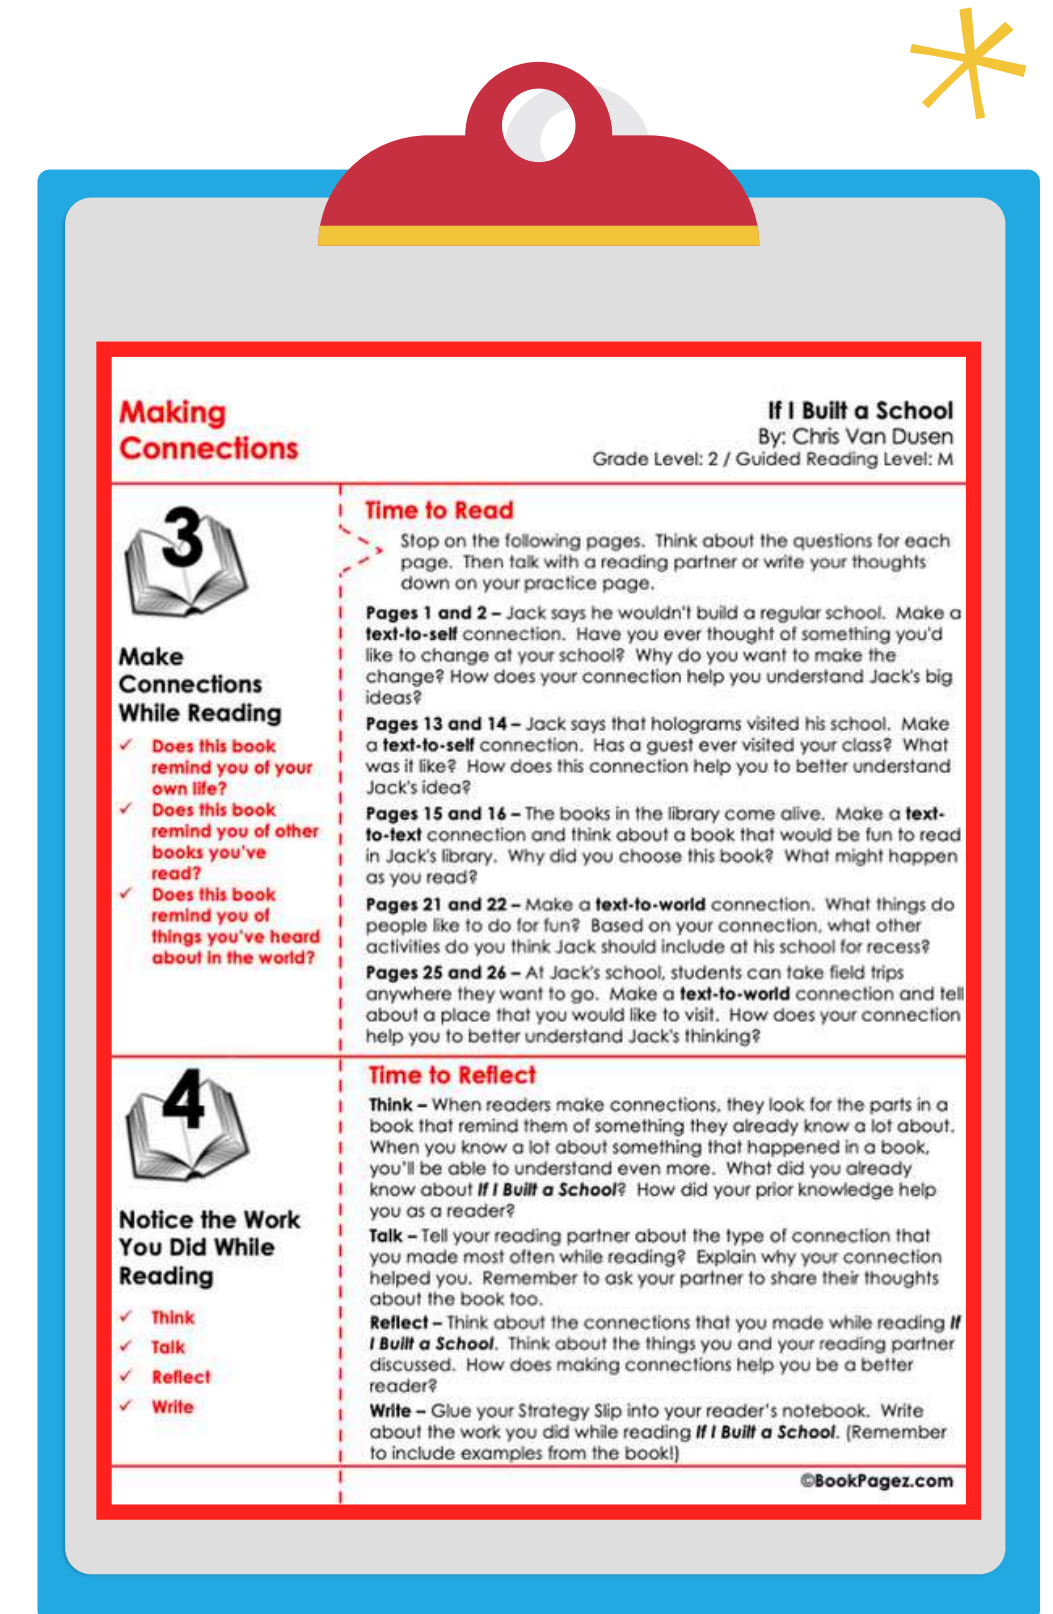 Making
Connections
If I Built a School
By: Chris Van Dusen
Grade Level: 2 / Guided Reading Level: M
3
Make
Connections
While Reading
✓ Does this book
remind you of your
own life?
✓ Does this book
remind you of other
books you've
read?
✓ Does this book
remind you of
things you've heard
about in the world?
Time to Read
Stop on the following pages. Think about the questions for each
page. Then talk with a reading partner or write your thoughts
down on your practice page.
Pages 1 and 2 – Jack says he wouldn't build a regular school. Make a
text-to-self connection. Have you ever thought of something you'd
like to change at your school? Why do you want to make the
change? How does your connection help you understand Jack's big
ideas?
Pages 13 and 14 – Jack says that holograms visited his school. Make
a text-to-self connection. Has a guest ever visited your class? What
was it like? How does this connection help you to better understand
Jack's idea?
Pages 15 and 16 – The books in the library come alive. Make a text-
to-text connection and think about a book that would be fun to read
in Jack's library. Why did you choose this book? What might happen
as you read?
Pages 21 and 22 – Make a text-to-world connection. What things do
people like to do for fun? Based on your connection, what other
activities do you think Jack should include at his school for recess?
Pages 25 and 26 – At Jack's school, students can take field trips
anywhere they want to go. Make a text-to-world connection and tell
about a place that you would like to visit. How does your connection
help you to better understand Jack's thinking?
4
Notice the Work
You Did While
Reading
✓ Think
✓ Talk
✓ Reflect
✓ Write
Time to Reflect
Think – When readers make connections, they look for the parts in a
book that remind them of something they already know a lot about.
When you know a lot about something that happened in a book,
you'll be able to understand even more. What did you already
know about If I Built a School? How did your prior knowledge help
you as a reader?
Talk – Tell your reading partner about the type of connection that
you made most often while reading? Explain why your connection
helped you. Remember to ask your partner to share their thoughts
about the book too.
Reflect – Think about the connections that you made while reading If
I Built a School. Think about the things you and your reading partner
discussed. How does making connections help you be a better
reader?
Write – Glue your Strategy Slip into your reader's notebook. Write
about the work you did while reading If I Built a School. (Remember
to include examples from the book!)
©BookPagez.com